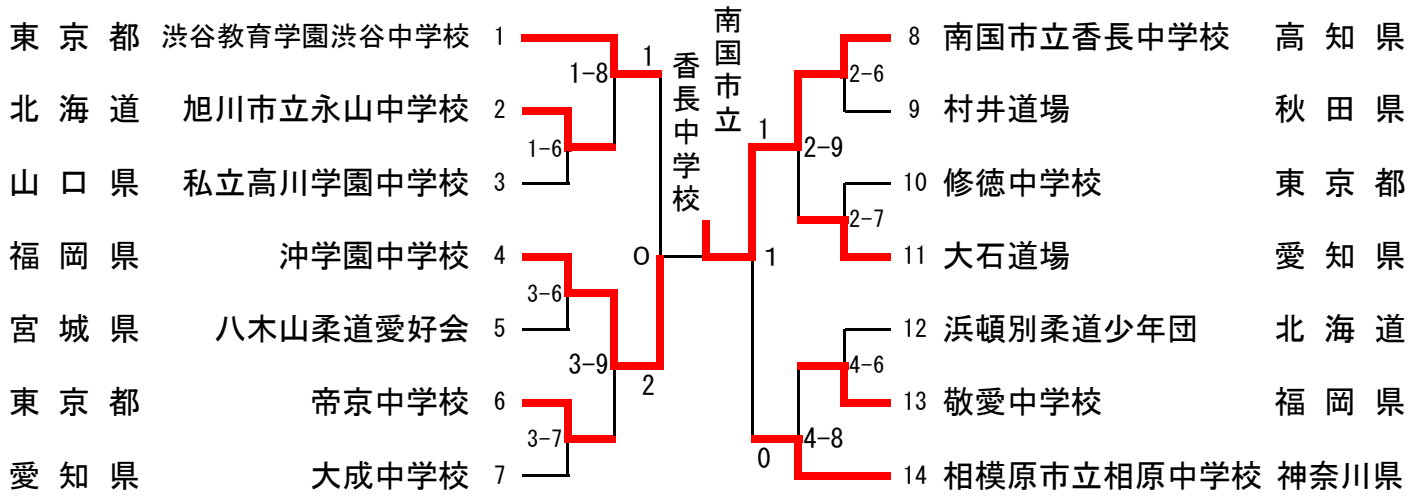 東京都 渋谷教育学園渋谷中学校 1
北海道 旭川市立永山中学校 2
山口県 私立高川学園中学校 3
福岡県 沖学園中学校 4
宮城県 八木山柔道愛好会 5
東京都 帝京中学校 6
愛知県 大成中学校 7
1-8
1-6
3-6
3-9
3-7
1
0
2
南国市立
香長中学校
1
1
0
2-6
2-9
2-7
4-6
4-8
8 南国市立香長中学校 高知県
9 村井道場 秋田県
10 修徳中学校 東京都
11 大石道場 愛知県
12 浜頓別柔道少年団 北海道
13 敬愛中学校 福岡県
14 相模原市立相原中学校 神奈川県